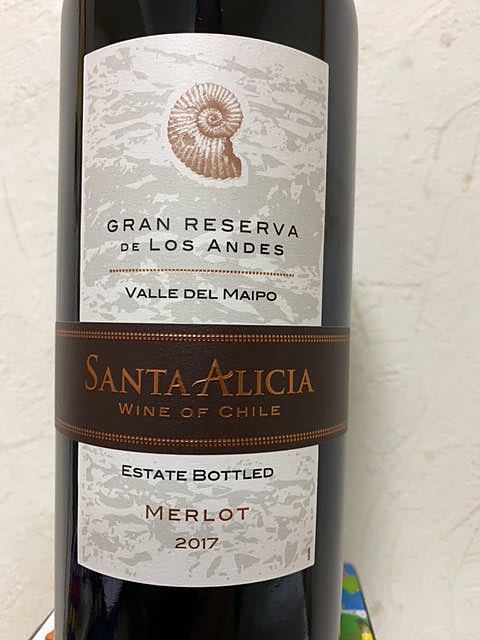 GRAN RESERVA
DE LOS ANDES
VALLE DEL MAIPO
SANTA ALICIA
WINE OF CHILE
ESTATE BOTTLED
MERLOT
2017